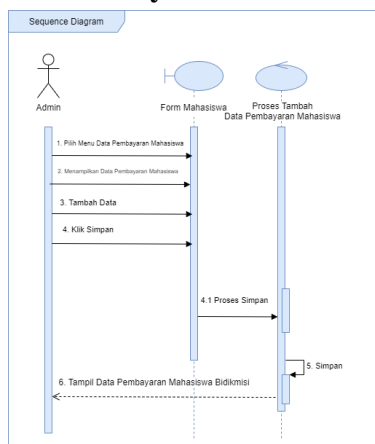 Sequence Diagram
Admin
Form Mahasiswa
Proses Tambah
Data Pembayaran Mahasiswa
1. Pilih Menu Data Pembayaran Mahasiswa
2. Menampilkan Data Pembayaran Mahasiswa
3. Tambah Data
4. Klik Simpan
4.1 Proses Simpan
5. Simpan
6. Tampil Data Pembayaran Mahasiswa Bidikmisi